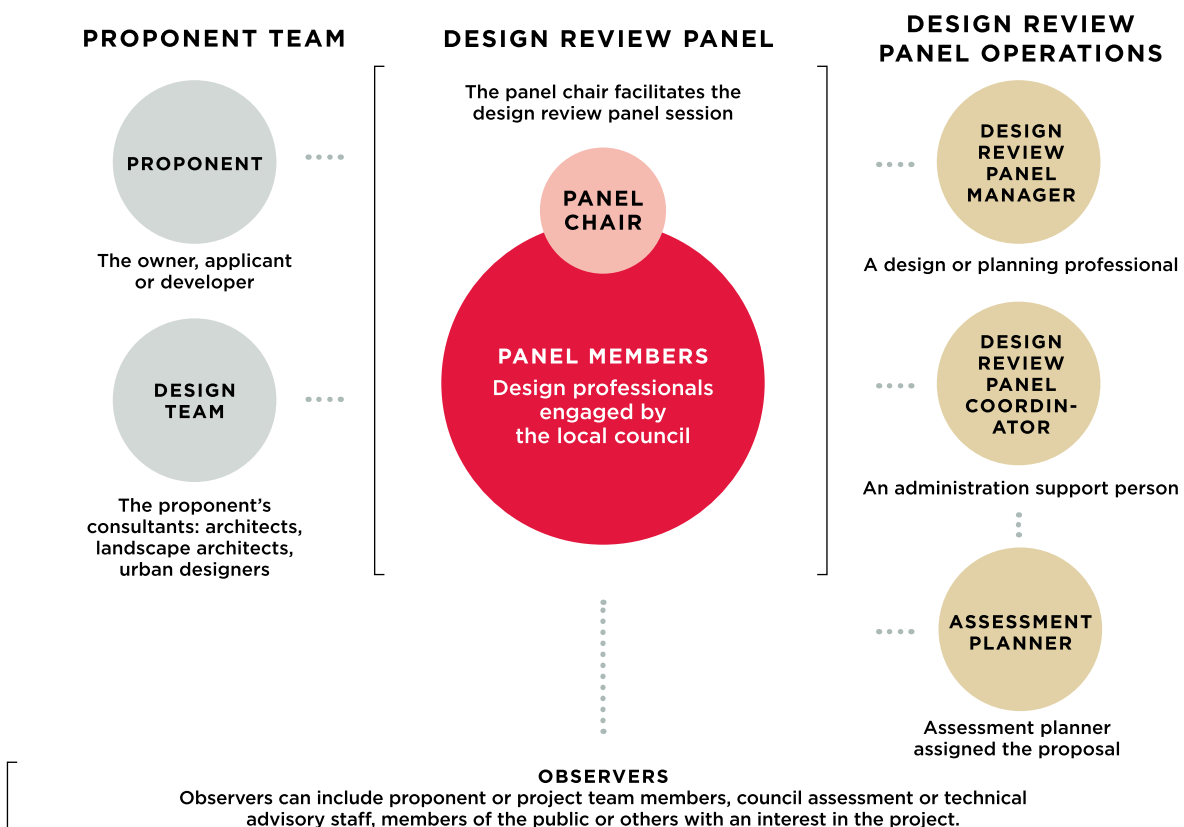 PROPONENT TEAM
PROPONENT
The owner, applicant
or developer
DESIGN
TEAM
The proponent’s
consultants: architects,
landscape architects,
urban designers
DESIGN REVIEW PANEL
The panel chair facilitates the
design review panel session
PANEL
CHAIR
PANEL MEMBERS
Design professionals
engaged by
the local council
DESIGN REVIEW
PANEL OPERATIONS
DESIGN
REVIEW
PANEL
MANAGER
A design or planning professional
DESIGN
REVIEW
PANEL
COORDIN-
ATOR
An administration support person
ASSESSMENT
PLANNER
Assessment planner
assigned the proposal
OBSERVERS
Observers can include proponent or project team members, council assessment or technical
advisory staff, members of the public or others with an interest in the project.